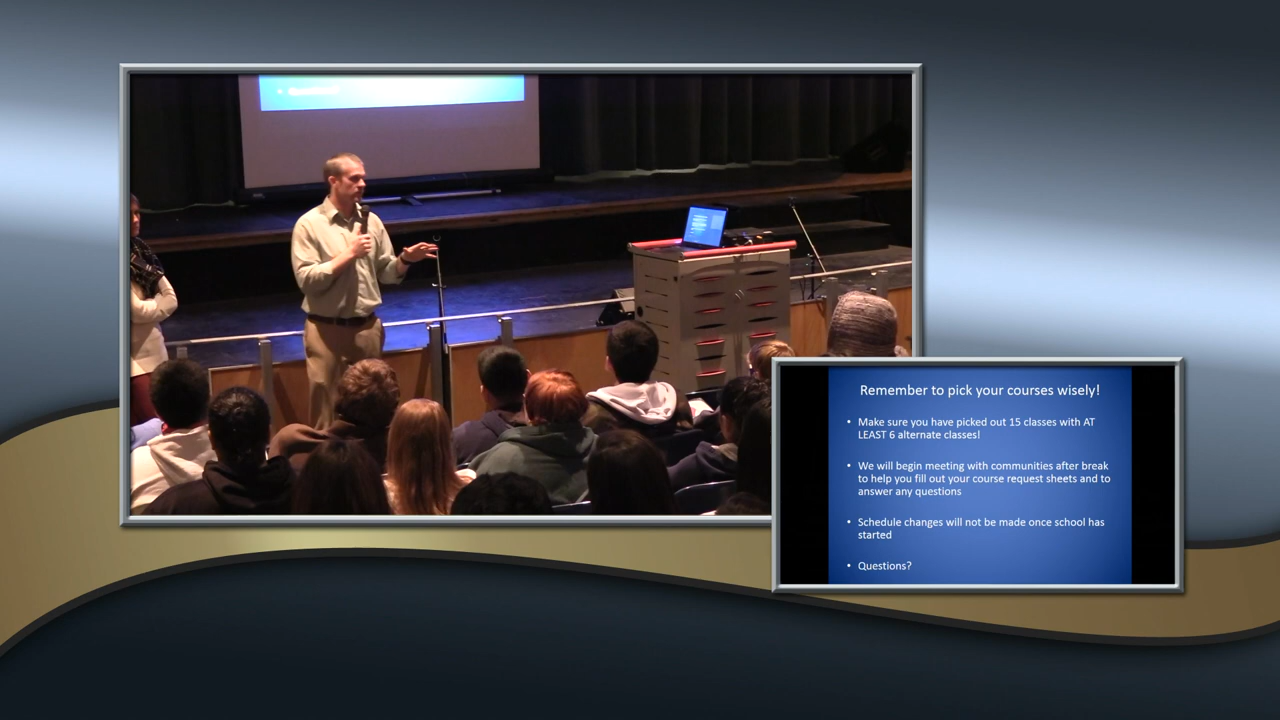 Remember to pick your courses wisely!
• Make sure you have picked out 15 classes with AT
LEAST 6 alternate classes!
• We will begin meeting with communities after break
to help you fill out your course request sheets and to
answer any questions
• Schedule changes will not be made once school has
started
• Questions?